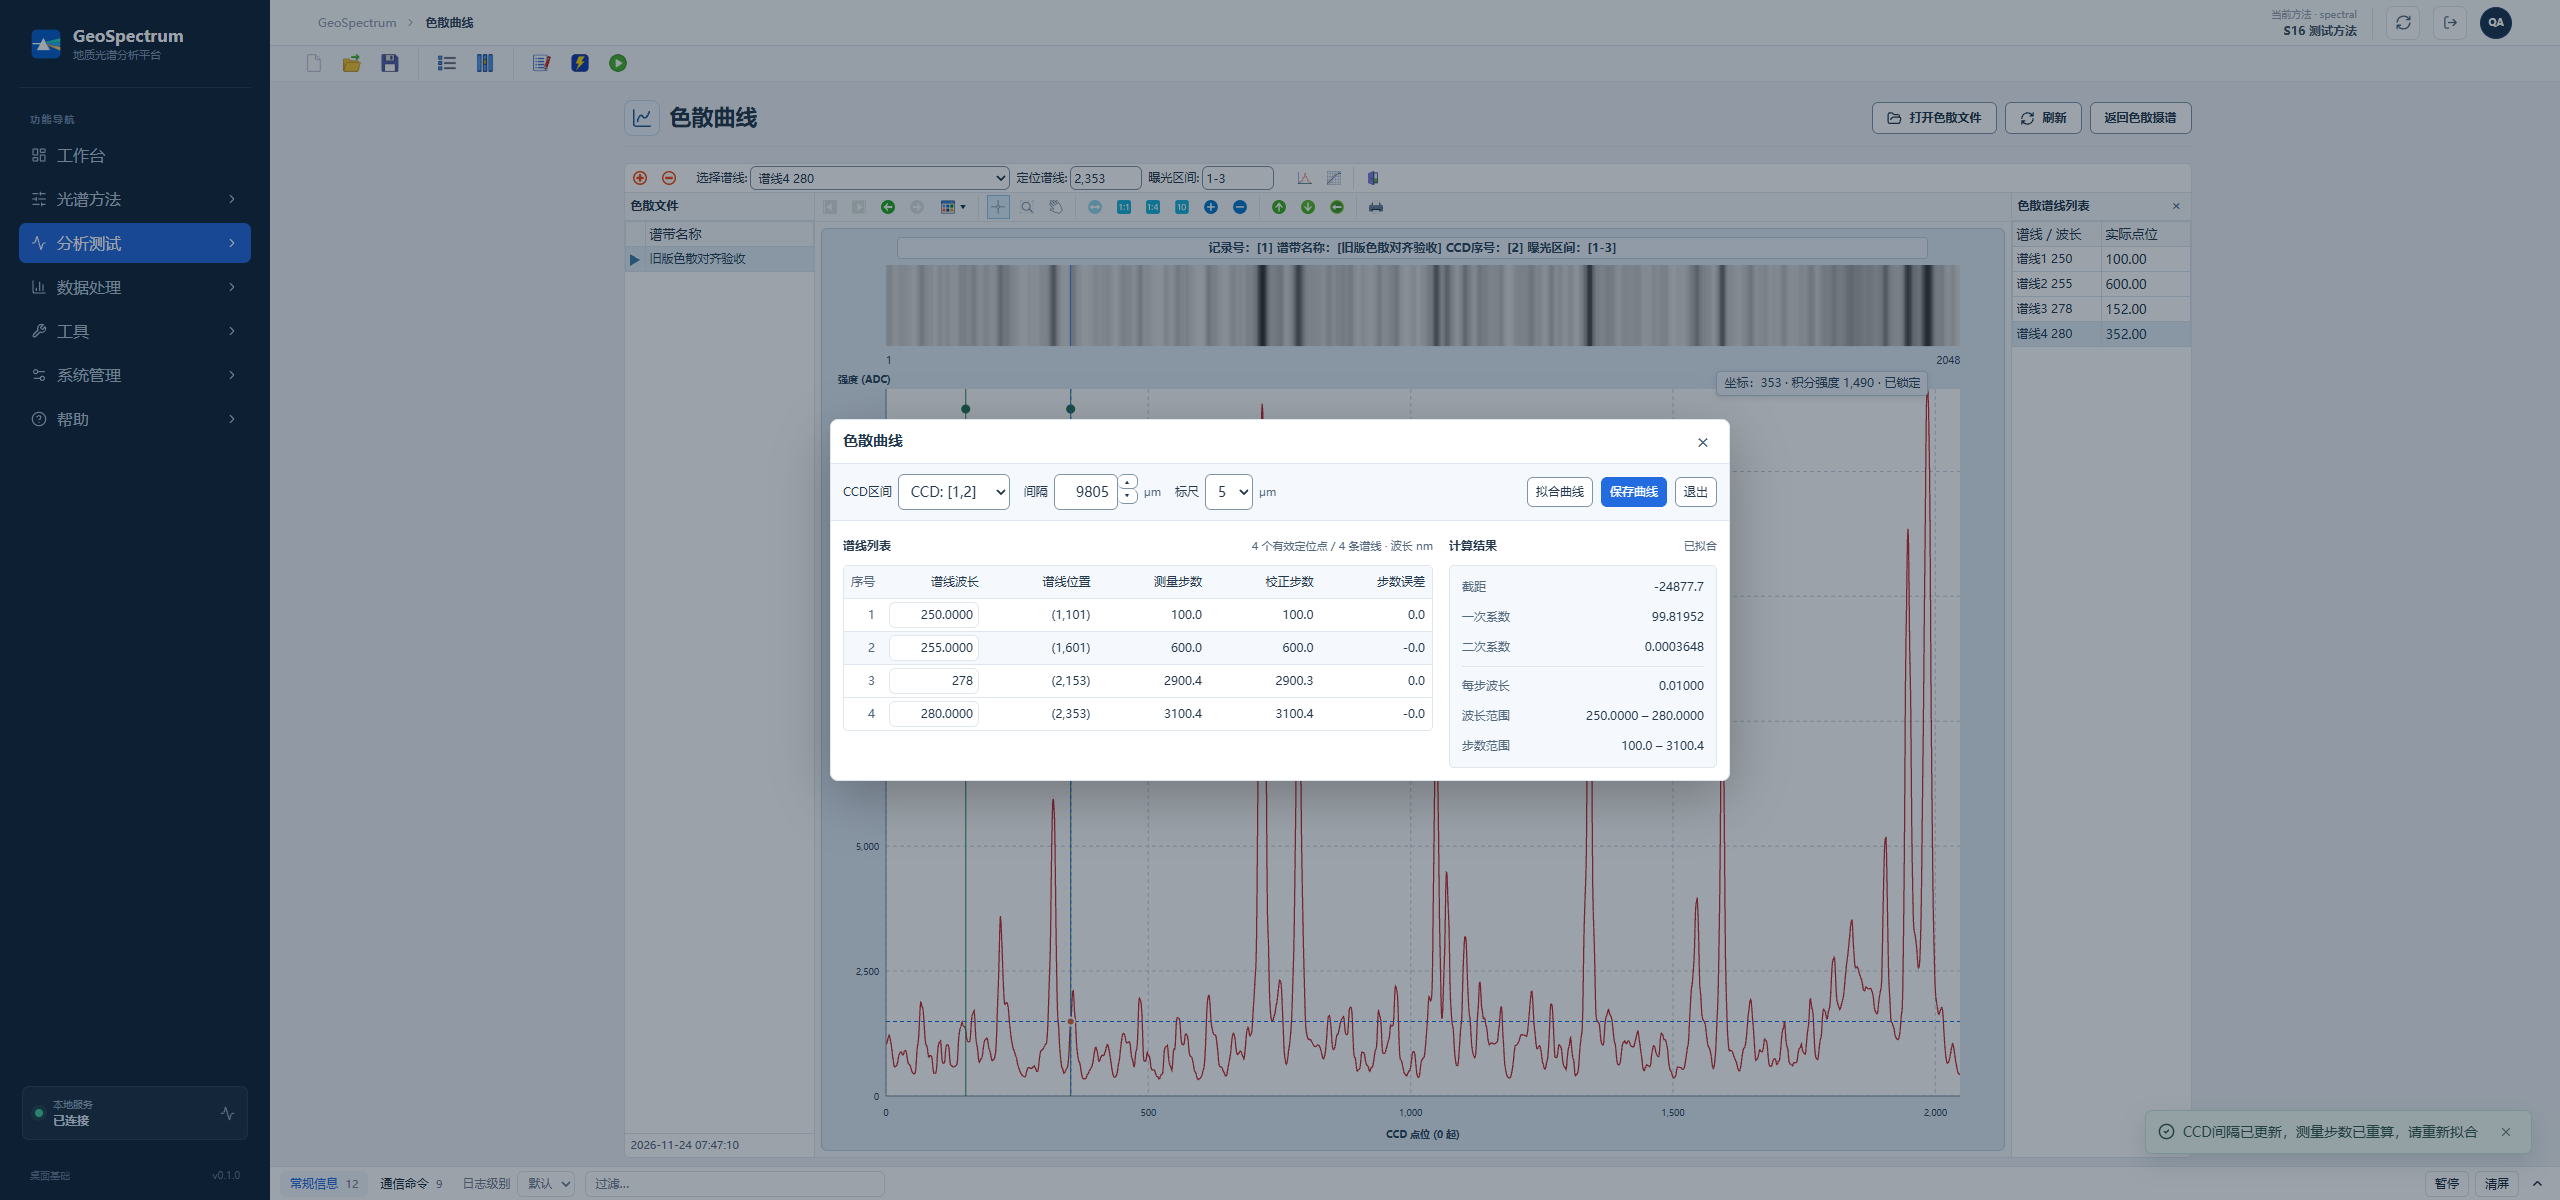 GeoSpectrum
地质光谱分析平台
功能导航
工作台
光谱方法
分析测试
数据处理
工具
系统管理
帮助
本地服务
已连接
桌面基础 v0.1.0
GeoSpectrum › 色散曲线
当前方法 · spectral
S16 测试方法
QA
色散曲线
打开色散文件 刷新 返回色散摄谱
选择谱线: 谱线4 280 定位谱线: 2,353 曝光区间: 1-3
色散文件
谱带名称
旧版色散对齐验收
2026-11-24 07:47:10
1:1 1:4 10
记录号：[1] 谱带名称：[旧版色散对齐验收] CCD序号：[2] 曝光区间：[1-3]
1 2048
强度 (ADC)
坐标：353 · 积分强度 1,490 · 已锁定
5,000
2,500
0
0 500 1,000 1,500 2,000
CCD 点位 (0 起)
色散谱线列表 ×
谱线 / 波长 实际点位
谱线1 250 100.00
谱线2 255 600.00
谱线3 278 152.00
谱线4 280 352.00
色散曲线 ×
CCD区间 CCD: [1,2] 间隔 9805 μm 标尺 5 μm 拟合曲线 保存曲线 退出
谱线列表 4 个有效定位点 / 4 条谱线 · 波长 nm
序号 谱线波长 谱线位置 测量步数 校正步数 步数误差
1 250.0000 (1,101) 100.0 100.0 0.0
2 255.0000 (1,601) 600.0 600.0 -0.0
3 278 (2,153) 2900.4 2900.3 0.0
4 280.0000 (2,353) 3100.4 3100.4 -0.0
计算结果 已拟合
截距 -24877.7
一次系数 99.81952
二次系数 0.0003648
每步波长 0.01000
波长范围 250.0000 – 280.0000
步数范围 100.0 – 3100.4
CCD间隔已更新，测量步数已重算，请重新拟合 ×
常规信息 12 通信命令 9 日志级别 默认 过滤... 暂停 清屏